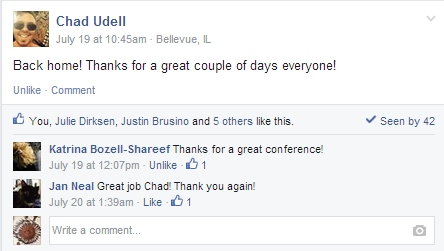 Chad Udell
July 19 at 10:45am · Bellevue, IL
Back home! Thanks for a great couple of days everyone!
Unlike · Comment
You, Julie Dirksen, Justin Brusino and 5 others like this. Seen by 42
Katrina Bozell-Shareef Thanks for a great conference!
July 19 at 12:07pm · Unlike · 1
Jan Neal Great job Chad! Thank you again!
July 20 at 1:39am · Like · 1
Write a comment...